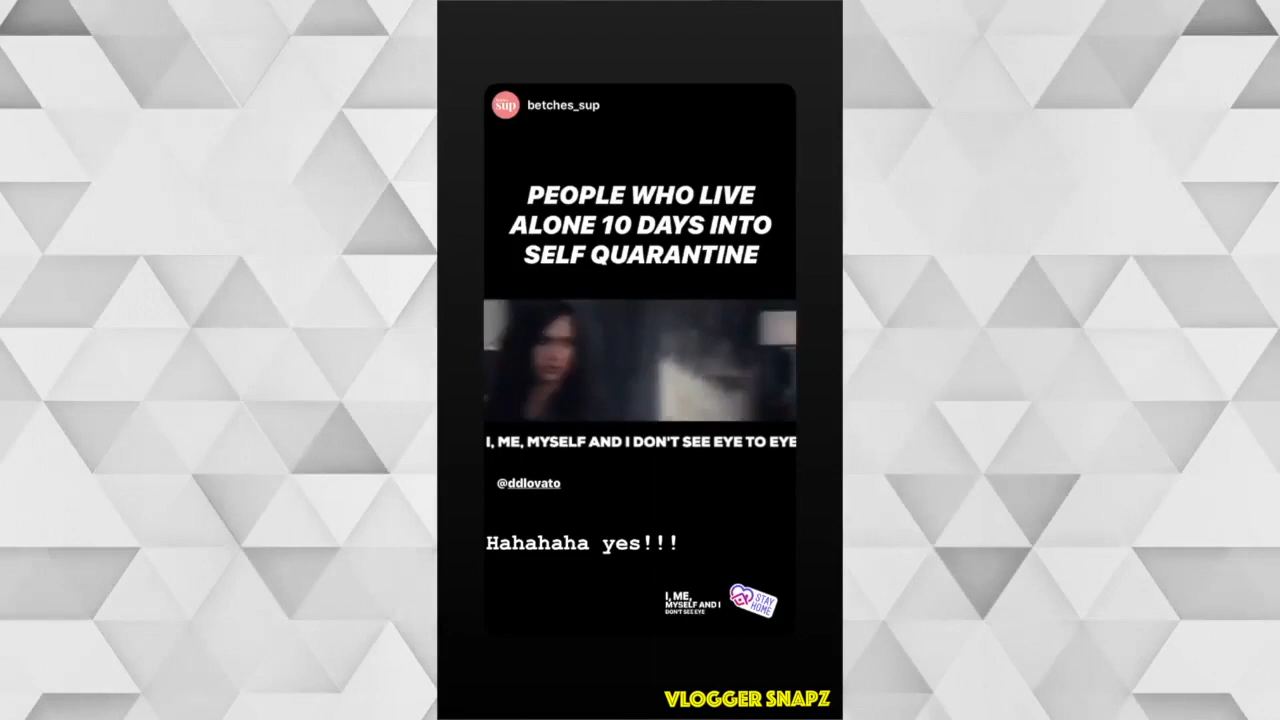 sup
betches_sup
PEOPLE WHO LIVE
ALONE 10 DAYS INTO
SELF QUARANTINE
I, ME, MYSELF AND I DON'T SEE EYE TO EYE
@ddlovato
Hahahaha yes!!!
I, ME,
MYSELF AND I
DON'T SEE EYE
STAY
HOME
VLOGGER SNAPZ